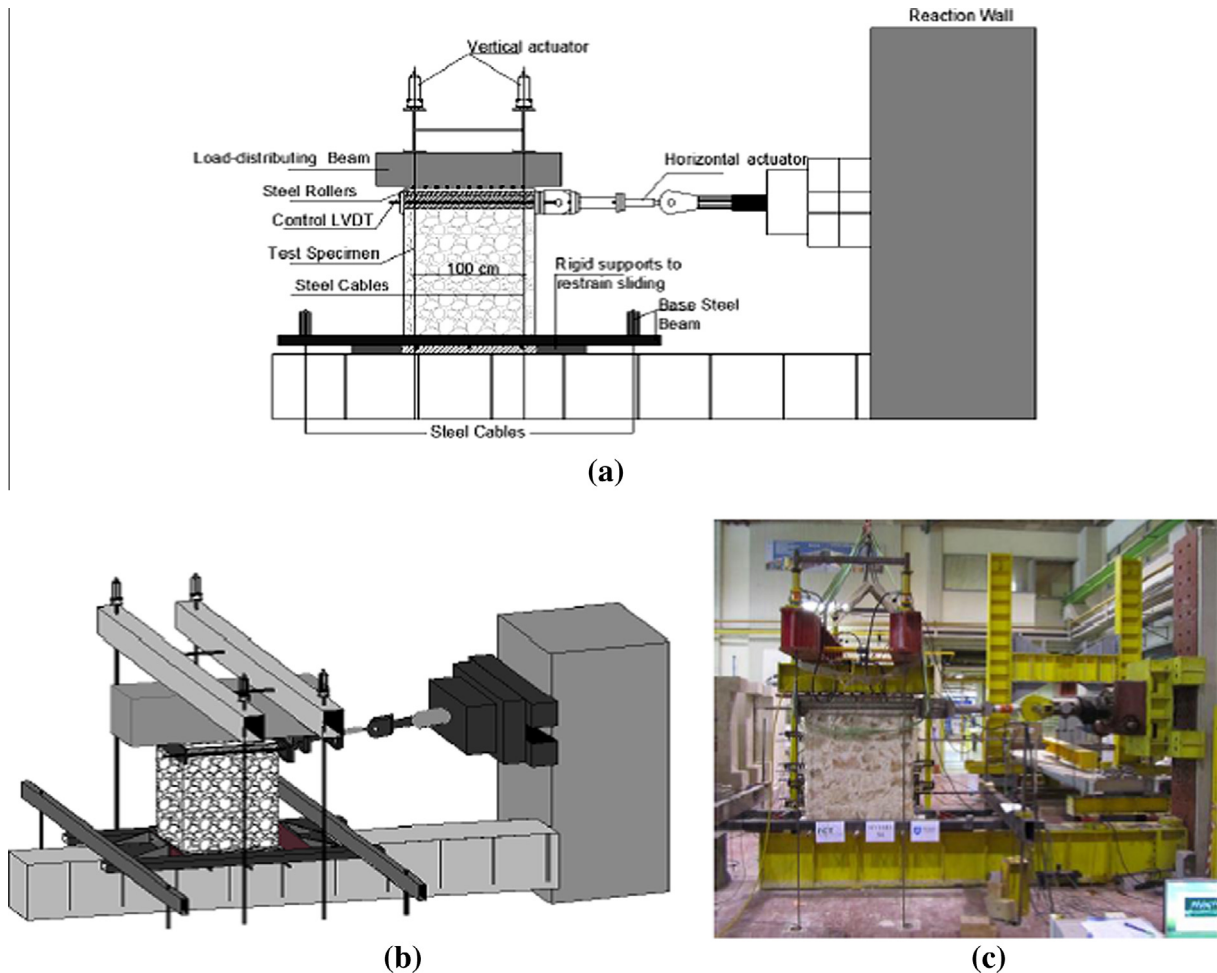 Reaction Wall
Vertical actuator
Load-distributing Beam
Horizontal actuator
Steel Rollers
Control LVDT
Test Specimen
100 cm
Rigid supports to
restrain sliding
Steel Cables
Base Steel
Beam
Steel Cables
(a)
(b)
(c)